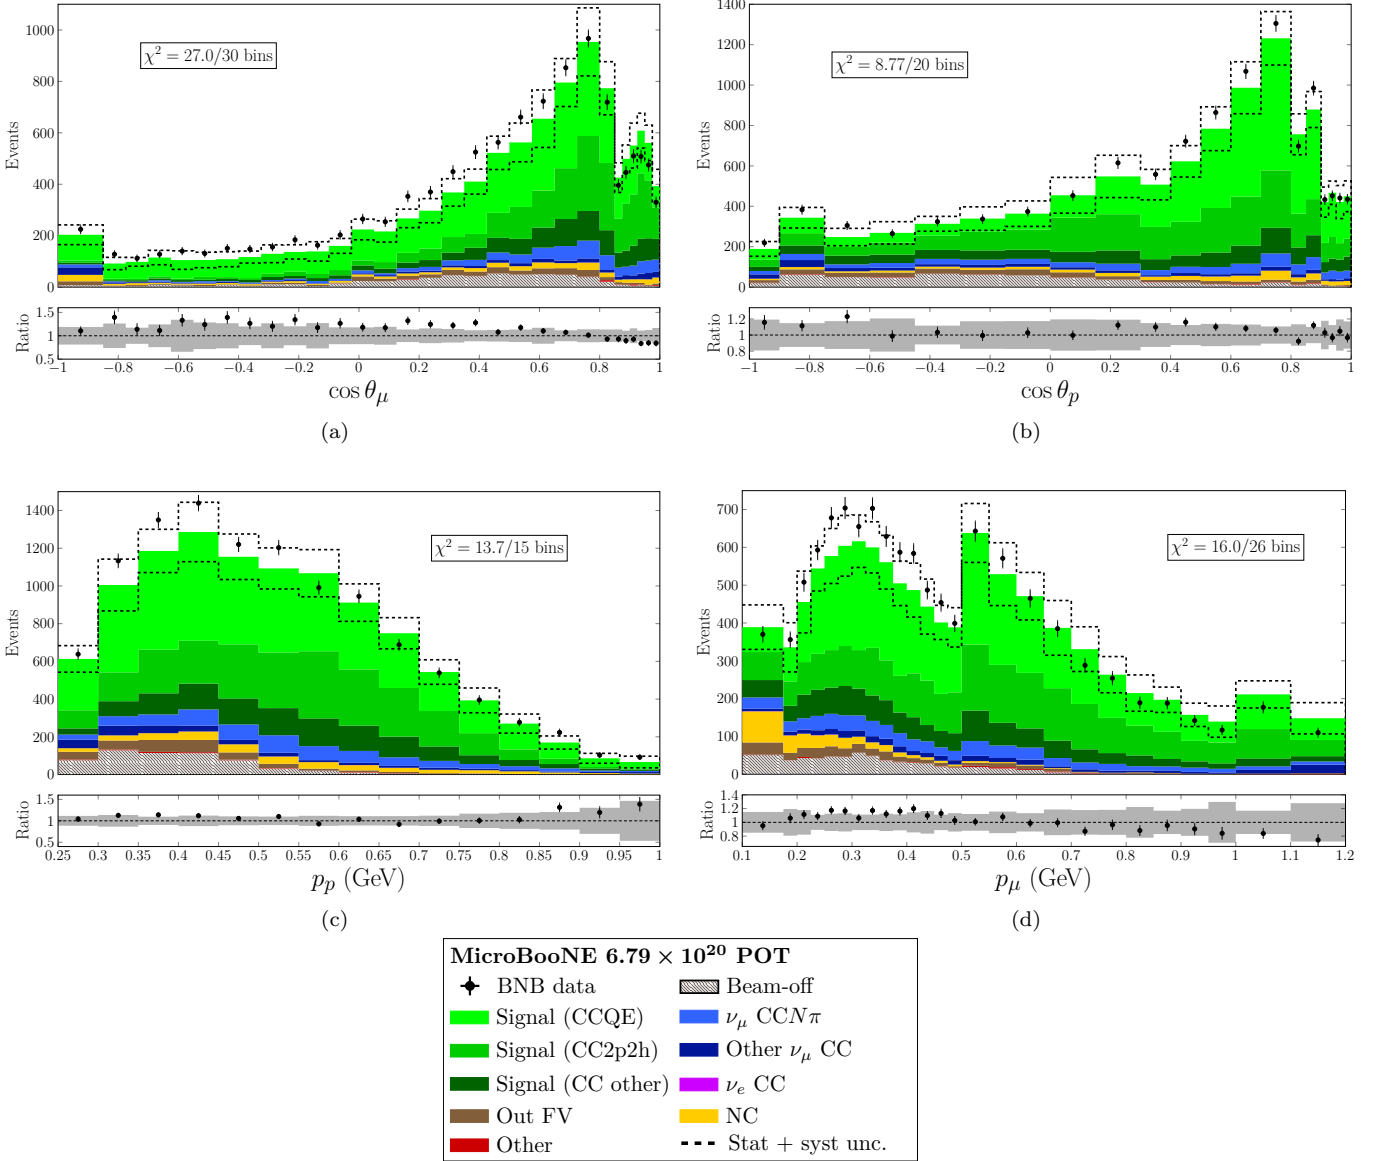 χ² = 27.0/30 bins
Events
0
200
400
600
800
1000
Ratio
0.5
1
1.5
−1 −0.8 −0.6 −0.4 −0.2 0 0.2 0.4 0.6 0.8 1
cos θμ
(a)
χ² = 8.77/20 bins
Events
0
200
400
600
800
1000
1200
1400
Ratio
0.8
1
1.2
−1 −0.8 −0.6 −0.4 −0.2 0 0.2 0.4 0.6 0.8 1
cos θp
(b)
χ² = 13.7/15 bins
Events
0
200
400
600
800
1000
1200
1400
Ratio
0.5
1
1.5
0.25 0.3 0.35 0.4 0.45 0.5 0.55 0.6 0.65 0.7 0.75 0.8 0.85 0.9 0.95 1
pp (GeV)
(c)
χ² = 16.0/26 bins
Events
0
100
200
300
400
500
600
700
Ratio
0.8
1
1.2
1.4
0.1 0.2 0.3 0.4 0.5 0.6 0.7 0.8 0.9 1 1.1 1.2
pμ (GeV)
(d)
MicroBooNE 6.79 × 10²⁰ POT
BNB data
Beam-off
Signal (CCQE)
νμ CCNπ
Signal (CC2p2h)
Other νμ CC
Signal (CC other)
νe CC
Out FV
NC
Other
Stat + syst unc.